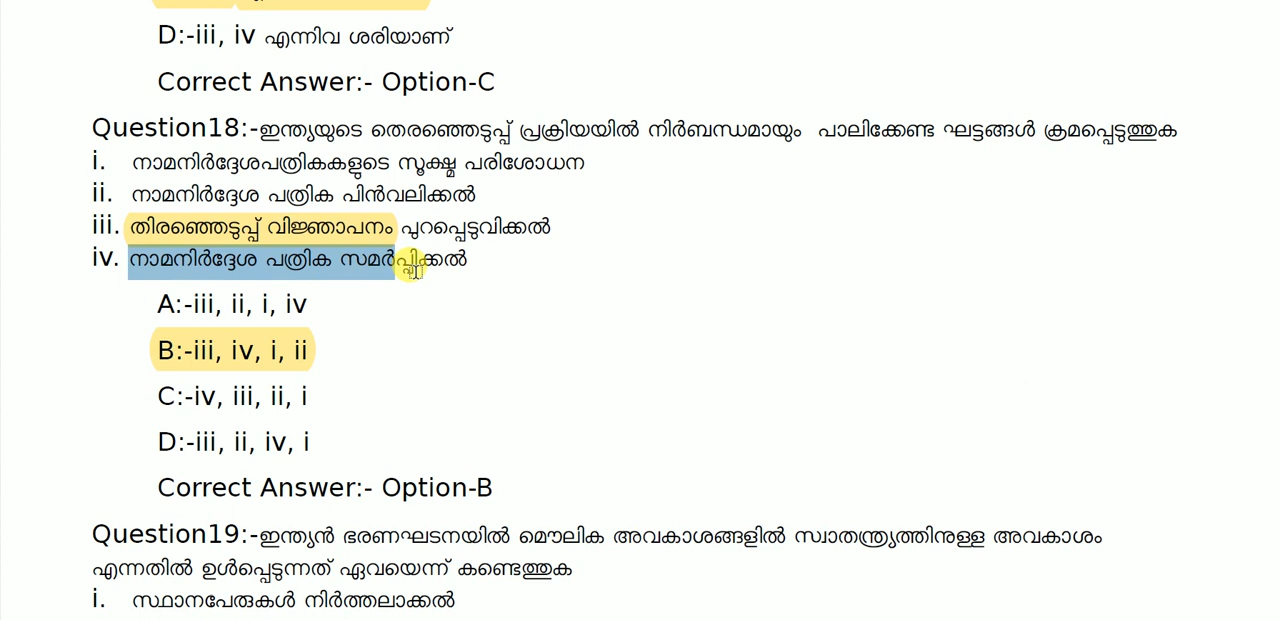 D:-iii, iv എന്നിവ ശരിയാണ്
Correct Answer:- Option-C
Question18:-ഇന്ത്യയുടെ തെരഞ്ഞെടുപ്പ് പ്രക്രിയയിൽ നിർബന്ധമായും പാലിക്കേണ്ട ഘട്ടങ്ങൾ ക്രമപ്പെടുത്തുക
i. നാമനിർദ്ദേശപത്രികകളുടെ സൂക്ഷ്മ പരിശോധന
ii. നാമനിർദ്ദേശ പത്രിക പിൻവലിക്കൽ
iii. തിരഞ്ഞെടുപ്പ് വിജ്ഞാപനം പുറപ്പെടുവിക്കൽ
iv. നാമനിർദ്ദേശ പത്രിക സമർപ്പിക്കൽ
A:-iii, ii, i, iv
B:-iii, iv, i, ii
C:-iv, iii, ii, i
D:-iii, ii, iv, i
Correct Answer:- Option-B
Question19:-ഇന്ത്യൻ ഭരണഘടനയിൽ മൌലിക അവകാശങ്ങളിൽ സ്വാതന്ത്ര്യത്തിനുള്ള അവകാശം
എന്നതിൽ ഉൾപ്പെടുന്നത് ഏവയെന്ന് കണ്ടെത്തുക
i. സ്ഥാനപേരുകൾ നിർത്തലാക്കൽ